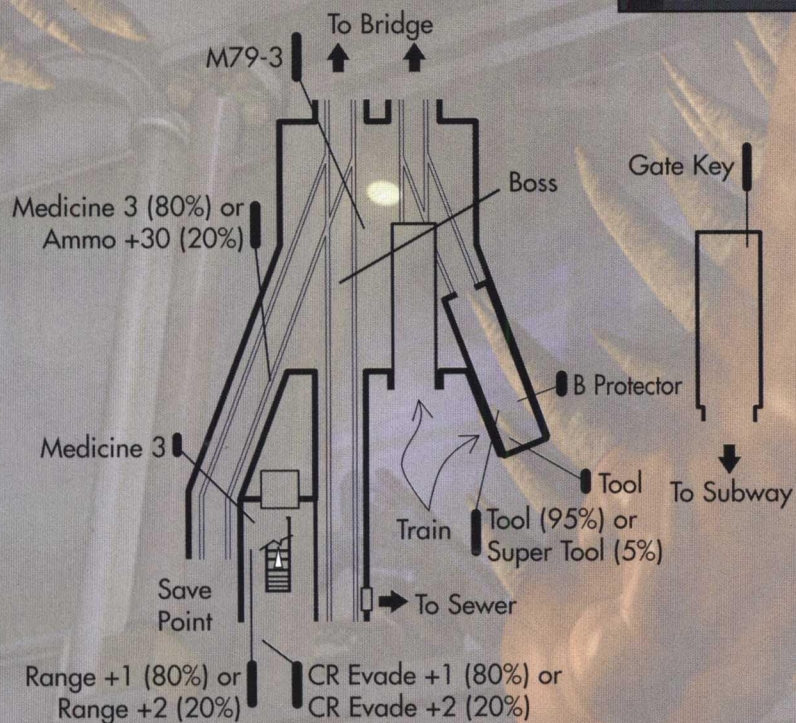 To Bridge
M79-3
Boss
Gate Key
Medicine 3 (80%) or
Ammo +30 (20%)
B Protector
Medicine 3
Tool
To Subway
Train
Tool (95%) or
Super Tool (5%)
Save
Point
To Sewer
Range +1 (80%) or
Range +2 (20%)
CR Evade +1 (80%) or
CR Evade +2 (20%)